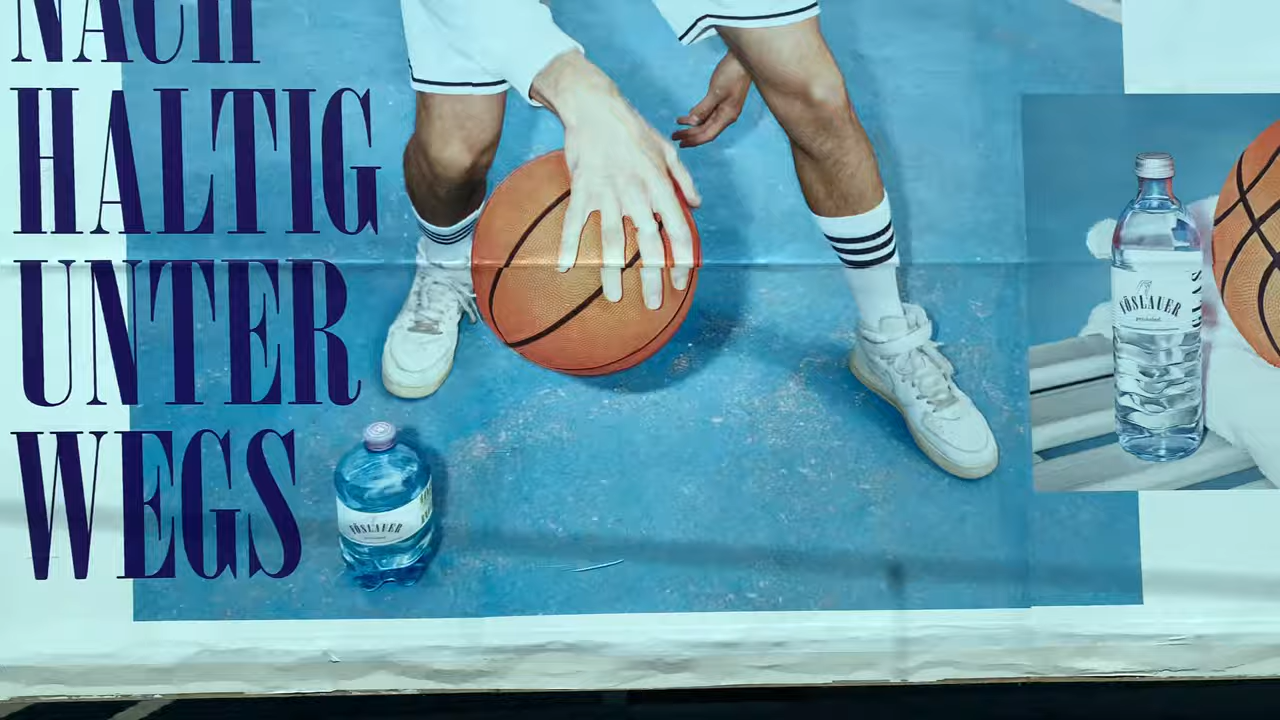 NACH
HALTIG
UNTER
WEGS
VÖSLAUER
VÖSLAUER